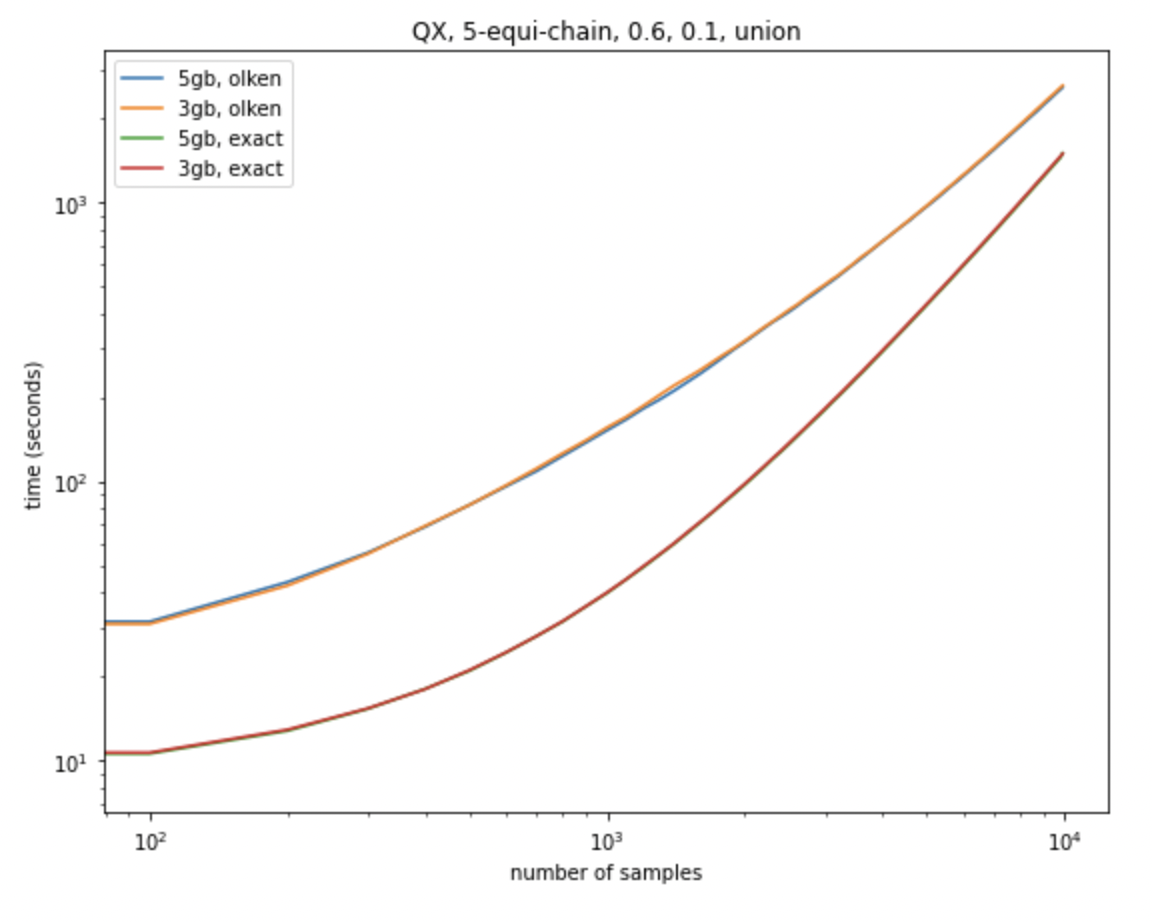 QX, 5-equi-chain, 0.6, 0.1, union
5gb, olken
3gb, olken
5gb, exact
3gb, exact
10³
10²
10¹
time (seconds)
10² 10³ 10⁴
number of samples